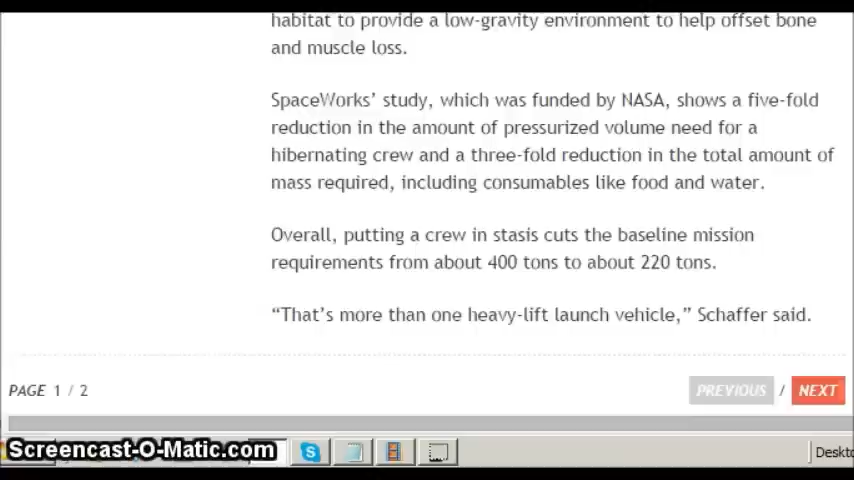 habitat to provide a low-gravity environment to help offset bone
and muscle loss.
SpaceWorks’ study, which was funded by NASA, shows a five-fold
reduction in the amount of pressurized volume need for a
hibernating crew and a three-fold reduction in the total amount of
mass required, including consumables like food and water.
Overall, putting a crew in stasis cuts the baseline mission
requirements from about 400 tons to about 220 tons.
“That’s more than one heavy-lift launch vehicle,” Schaffer said.
PAGE 1 / 2
PREVIOUS / NEXT
Screencast-O-Matic.com
Deskto